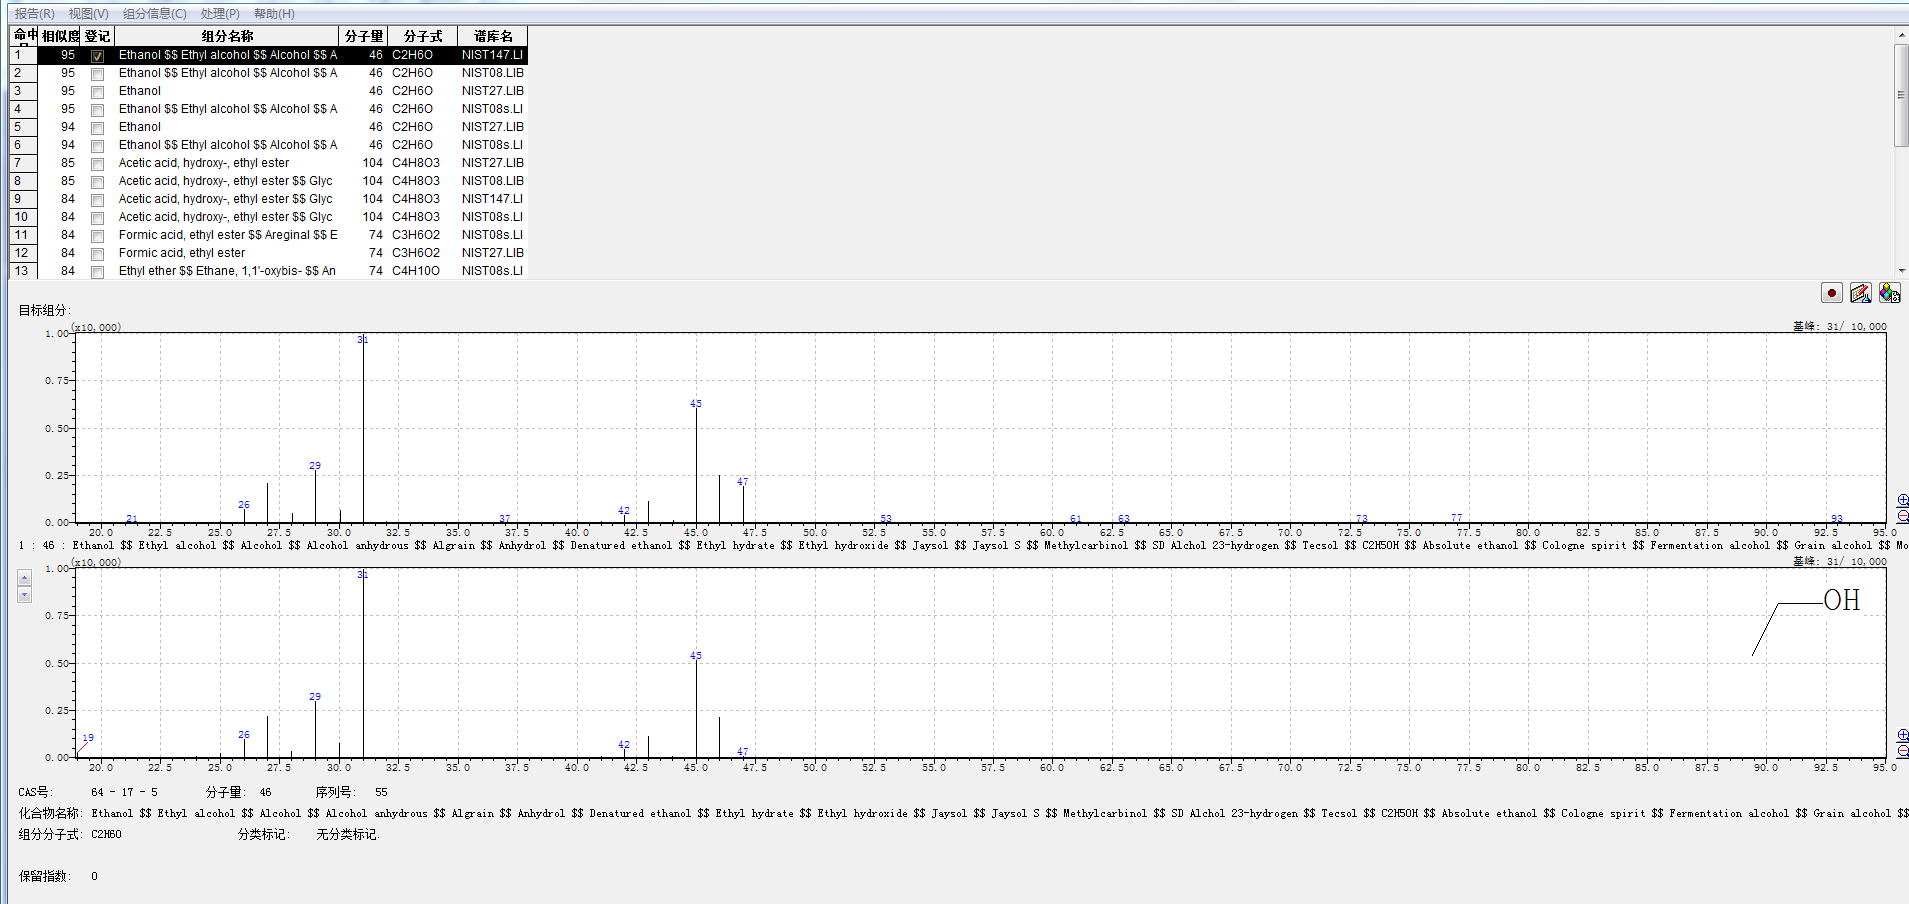 报告(R) 视图(V) 组分信息(C) 处理(P) 帮助(H)
命中 相似度 登记 组分名称 分子量 分子式 谱库名
1 95 Ethanol $$ Ethyl alcohol $$ Alcohol $$ A 46 C2H6O NIST147.LI
2 95 Ethanol $$ Ethyl alcohol $$ Alcohol $$ A 46 C2H6O NIST08.LIB
3 95 Ethanol 46 C2H6O NIST27.LIB
4 95 Ethanol $$ Ethyl alcohol $$ Alcohol $$ A 46 C2H6O NIST08s.LI
5 94 Ethanol 46 C2H6O NIST27.LIB
6 94 Ethanol $$ Ethyl alcohol $$ Alcohol $$ A 46 C2H6O NIST08s.LI
7 85 Acetic acid, hydroxy-, ethyl ester 104 C4H8O3 NIST27.LIB
8 85 Acetic acid, hydroxy-, ethyl ester $$ Glyc 104 C4H8O3 NIST08.LIB
9 84 Acetic acid, hydroxy-, ethyl ester $$ Glyc 104 C4H8O3 NIST147.LI
10 84 Acetic acid, hydroxy-, ethyl ester $$ Glyc 104 C4H8O3 NIST08s.LI
11 84 Formic acid, ethyl ester $$ Areginal $$ E 74 C3H6O2 NIST08s.LI
12 84 Formic acid, ethyl ester 74 C3H6O2 NIST27.LIB
13 84 Ethyl ether $$ Ethane, 1,1'-oxybis- $$ An 74 C4H10O NIST08s.LI
目标组分:
(x10,000) 基峰: 31/ 10,000
1.00
31
0.75
45
0.50
29
0.25
47
26 42
0.00 21 37 53 61 63 73 77 93
20.0 22.5 25.0 27.5 30.0 32.5 35.0 37.5 40.0 42.5 45.0 47.5 50.0 52.5 55.0 57.5 60.0 62.5 65.0 67.5 70.0 72.5 75.0 77.5 80.0 82.5 85.0 87.5 90.0 92.5 95.0
1 : 46 : Ethanol $$ Ethyl alcohol $$ Alcohol $$ Alcohol anhydrous $$ Algrain $$ Anhydrol $$ Denatured ethanol $$ Ethyl hydrate $$ Ethyl hydroxide $$ Jaysol $$ Jaysol S $$ Methylcarbinol $$ SD Alchol 23-hydrogen $$ Tecsol $$ C2H5OH $$ Absolute ethanol $$ Cologne spirit $$ Fermentation alcohol $$ Grain alcohol $$ Mo
(x10,000) 基峰: 31/ 10,000
1.00
31
OH
0.75
45
0.50
29
0.25
19 26 42 47
0.00
20.0 22.5 25.0 27.5 30.0 32.5 35.0 37.5 40.0 42.5 45.0 47.5 50.0 52.5 55.0 57.5 60.0 62.5 65.0 67.5 70.0 72.5 75.0 77.5 80.0 82.5 85.0 87.5 90.0 92.5 95.0
CAS号: 64 - 17 - 5 分子量: 46 序列号: 55
化合物名称: Ethanol $$ Ethyl alcohol $$ Alcohol $$ Alcohol anhydrous $$ Algrain $$ Anhydrol $$ Denatured ethanol $$ Ethyl hydrate $$ Ethyl hydroxide $$ Jaysol $$ Jaysol S $$ Methylcarbinol $$ SD Alchol 23-hydrogen $$ Tecsol $$ C2H5OH $$ Absolute ethanol $$ Cologne spirit $$ Fermentation alcohol $$ Grain alcohol $$
组分分子式: C2H6O 分类标记: 无分类标记.
保留指数: 0